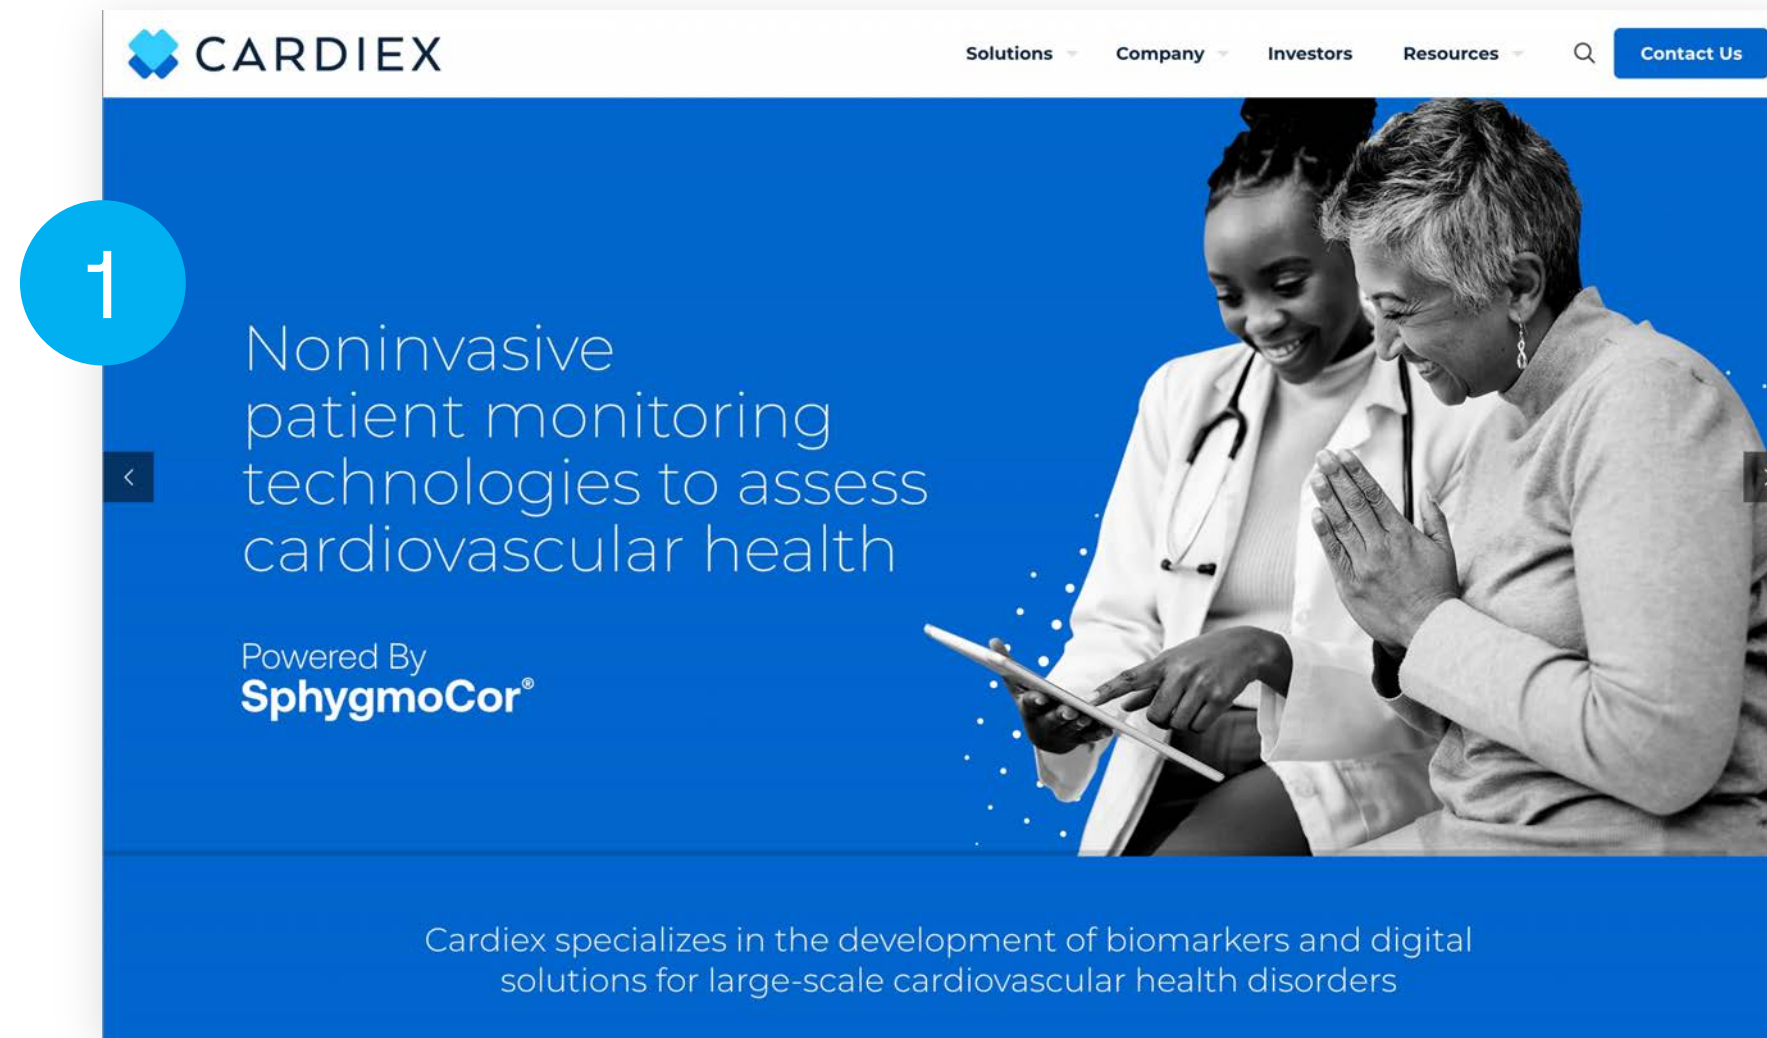 CARDIEX
Solutions
Company
Investors
Resources
Contact Us
1
Noninvasive
patient monitoring
technologies to assess
cardiovascular health
Powered By
SphygmoCor®
Cardiex specializes in the development of biomarkers and digital
solutions for large-scale cardiovascular health disorders